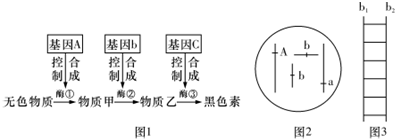 基因A 基因b 基因C
控制 合成 控制 合成 控制 合成
酶① 酶② 酶③
无色物质 物质甲 物质乙 黑色素
图1
A b
b a
图2
b₁ b₂
图3